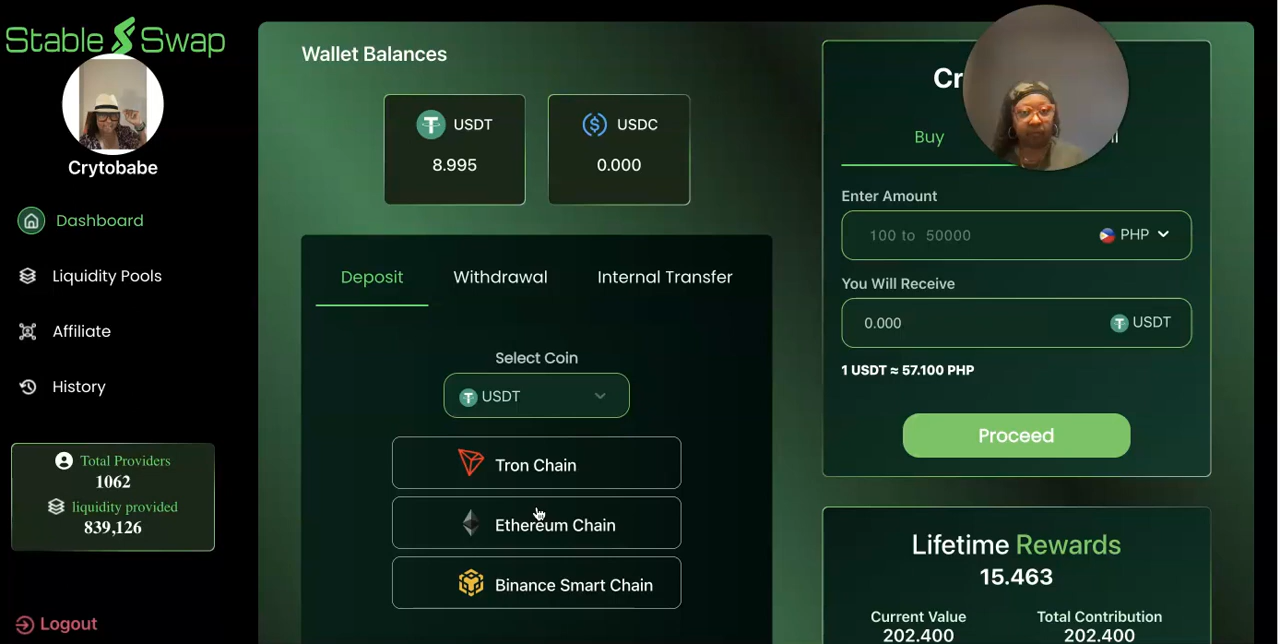 Stable Swap
Crytobabe
Dashboard
Liquidity Pools
Affiliate
History
Total Providers
1062
liquidity provided
839,126
Logout
Wallet Balances
USDT
8.995
USDC
0.000
Deposit
Withdrawal
Internal Transfer
Select Coin
USDT
Tron Chain
Ethereum Chain
Binance Smart Chain
Buy
Enter Amount
100 to 50000
PHP
You Will Receive
0.000
USDT
1 USDT ≈ 57.100 PHP
Proceed
Lifetime Rewards
15.463
Current Value
202.400
Total Contribution
202.400